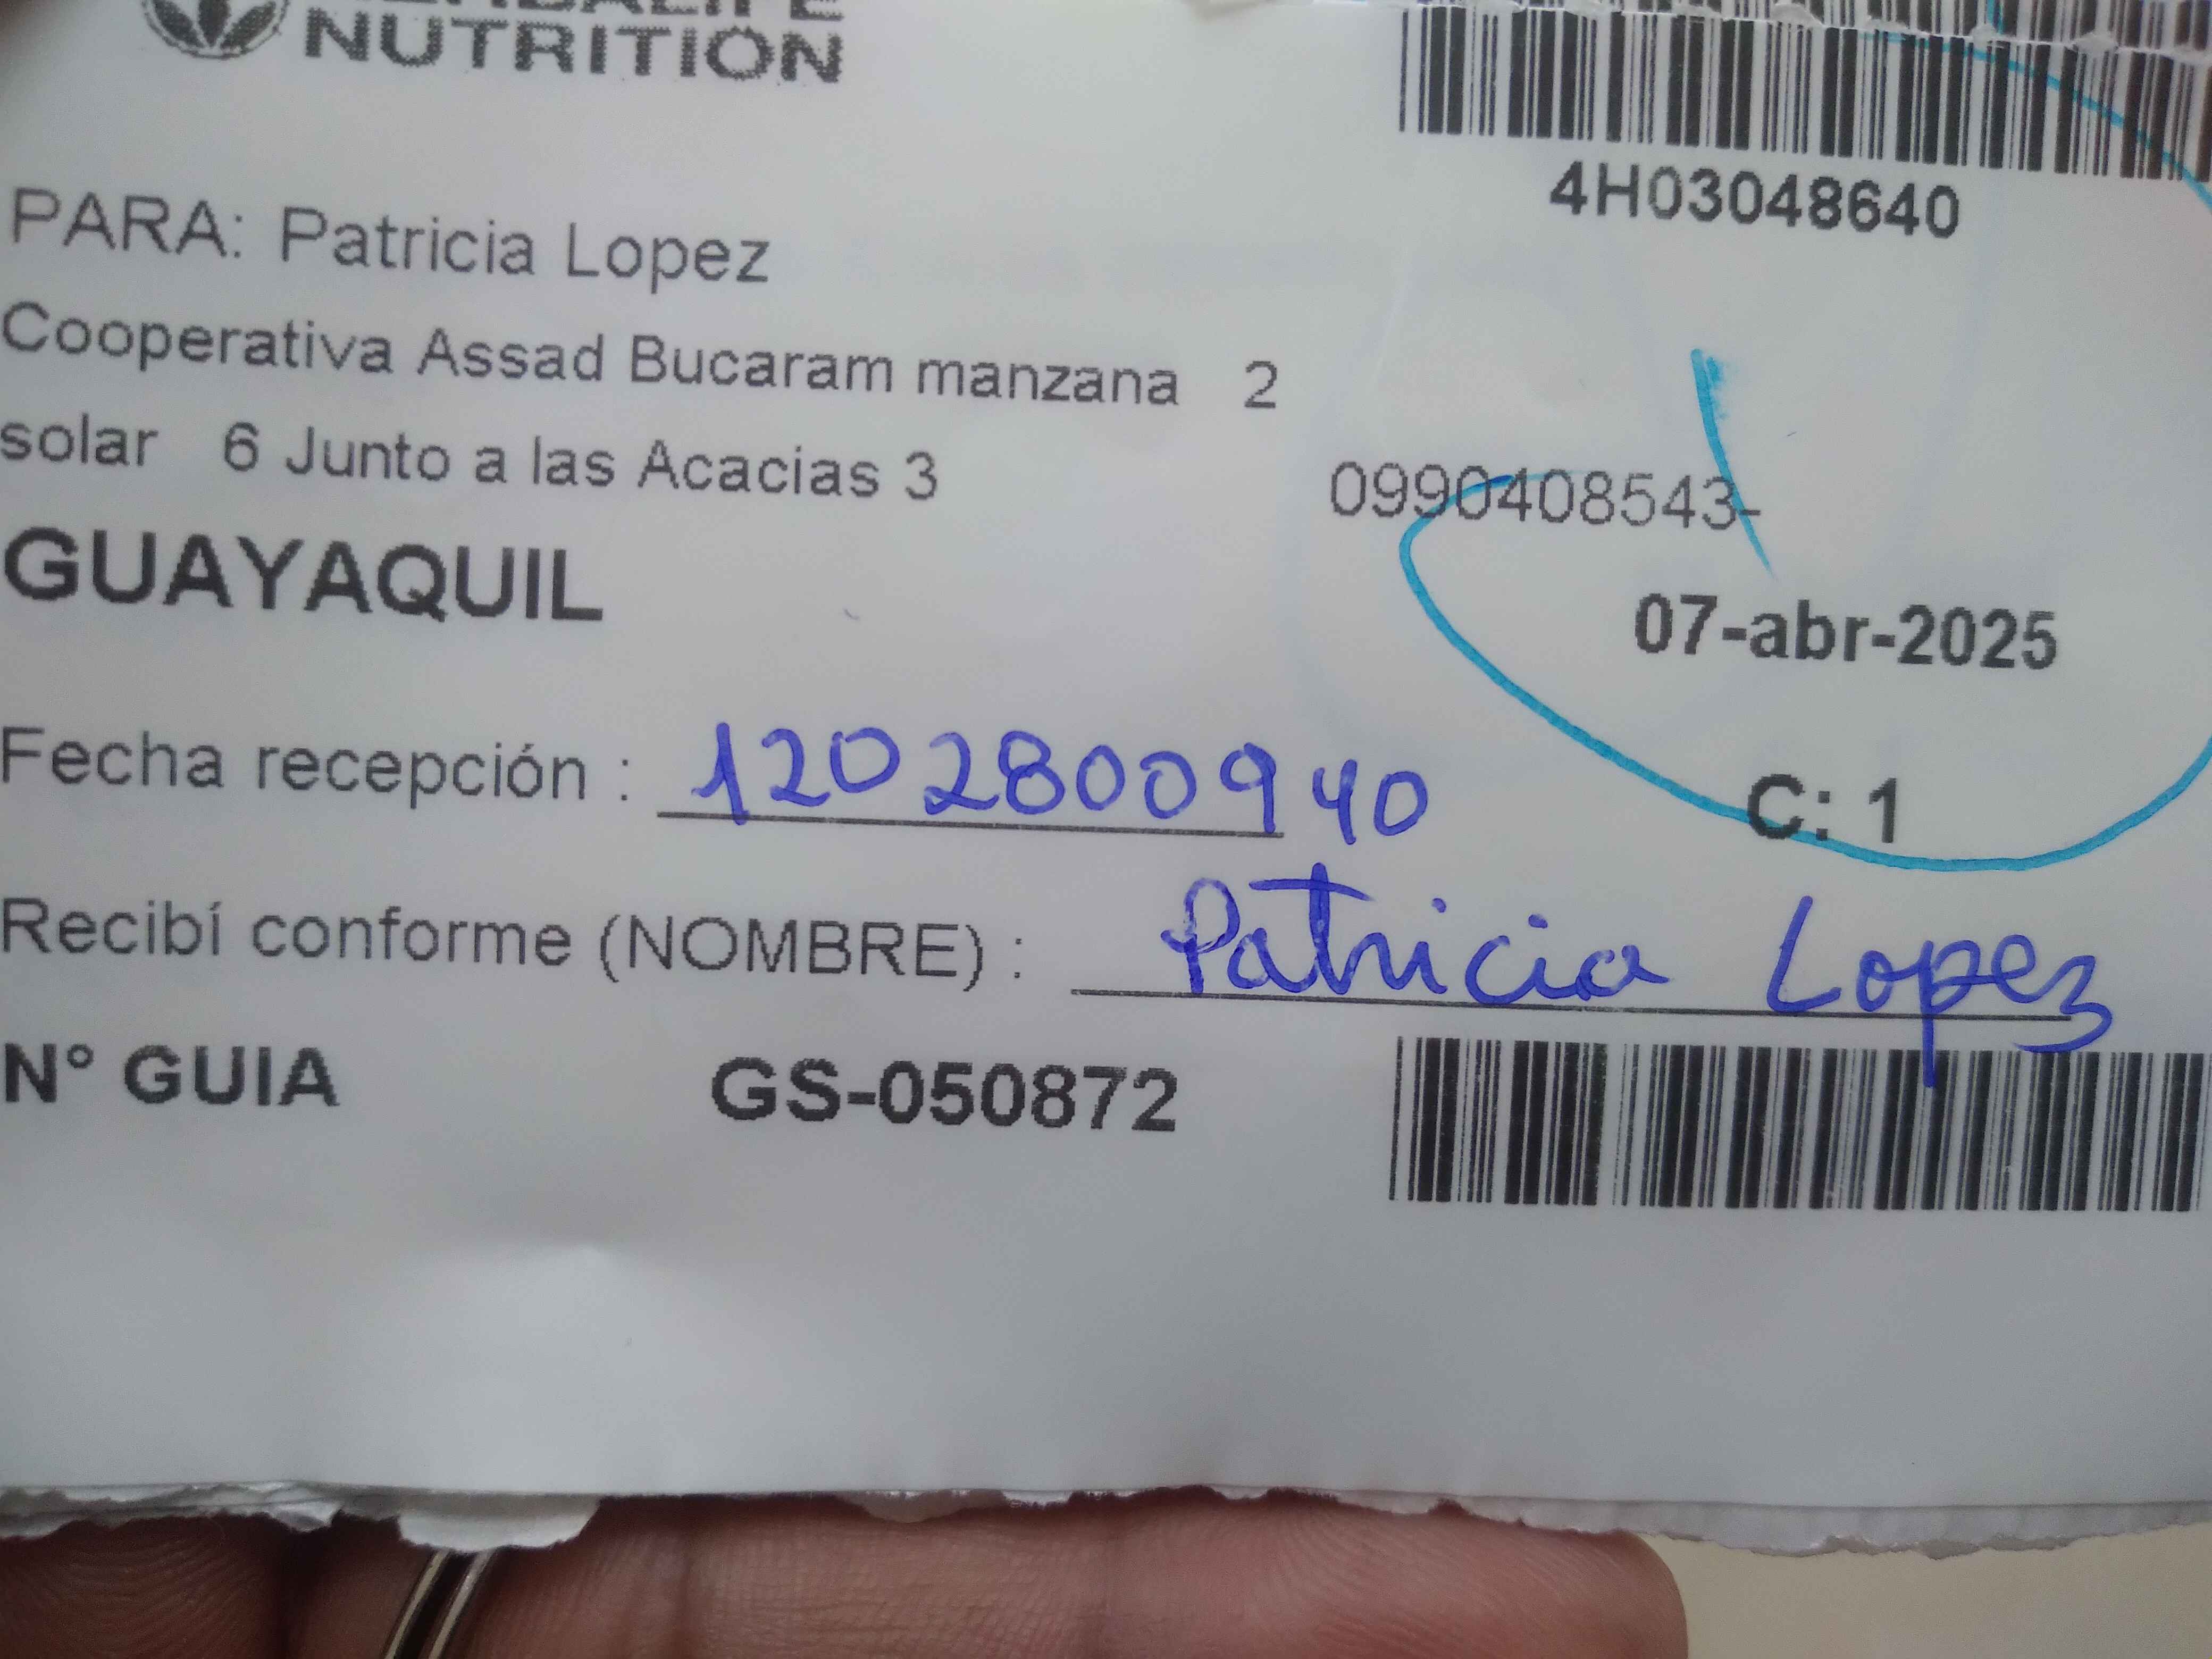 NUTRITION
4H03048640
PARA: Patricia Lopez
Cooperativa Assad Bucaram manzana 2
solar 6 Junto a las Acacias 3
0990408543-
GUAYAQUIL
07-abr-2025
Fecha recepción : 1202800940
C: 1
Recibí conforme (NOMBRE) : Patricia Lopez
N° GUIA GS-050872